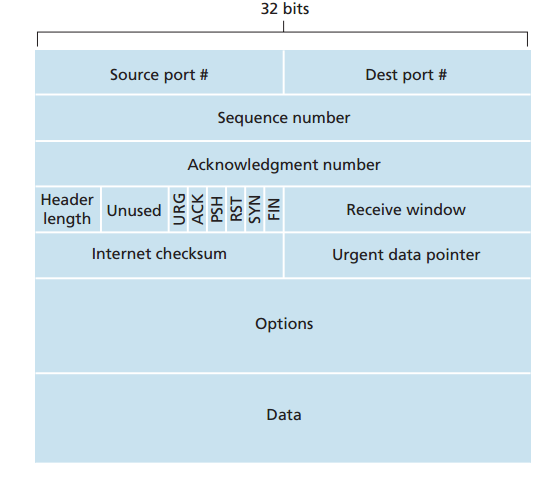 32 bits
Source port #
Dest port #
Sequence number
Acknowledgment number
Header
length
Unused
URG
ACK
PSH
RST
SYN
FIN
Receive window
Internet checksum
Urgent data pointer
Options
Data